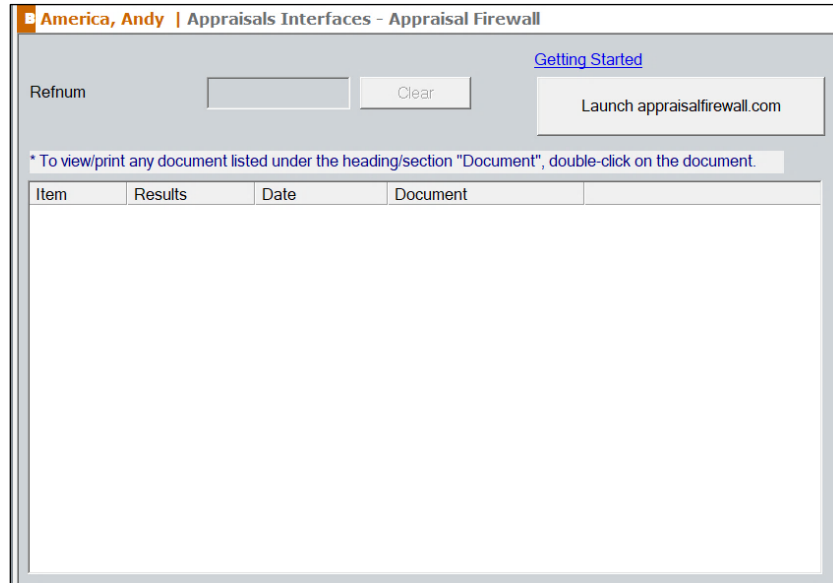 B America, Andy | Appraisals Interfaces - Appraisal Firewall
Getting Started
Refnum Clear Launch appraisalfirewall.com
* To view/print any document listed under the heading/section "Document", double-click on the document.
Item Results Date Document